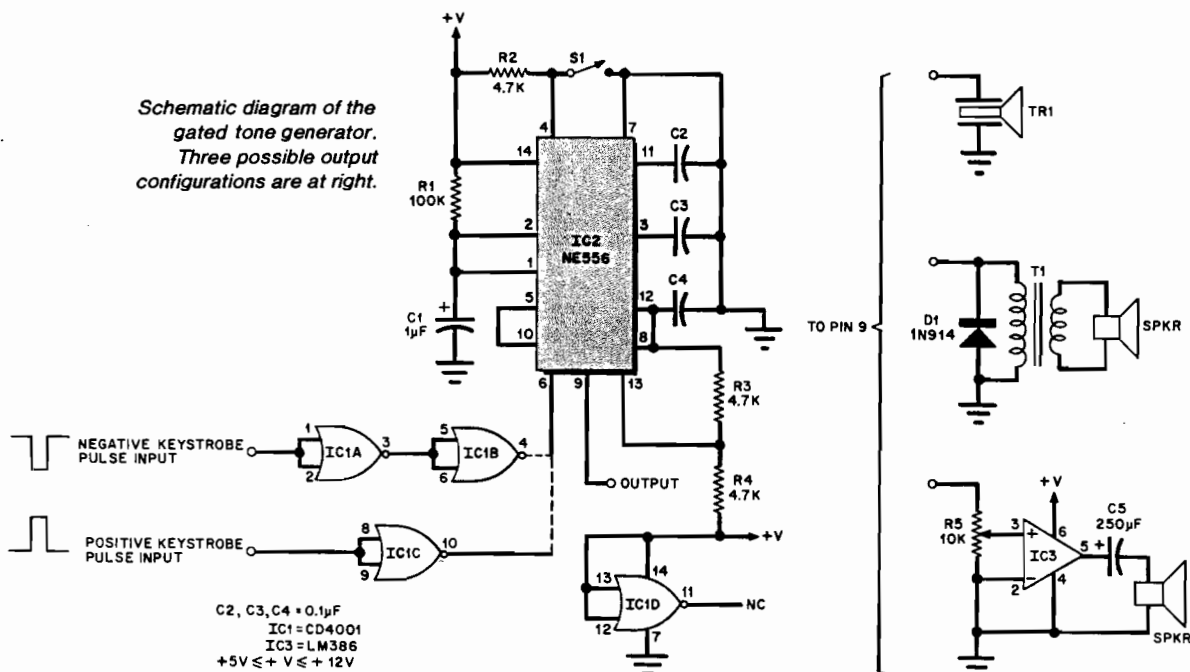 Schematic diagram of the
gated tone generator.
Three possible output
configurations are at right.
+V
R2
4.7K
S1
4
7
14
11
C2
R1
100K
2
3
C3
IC2
NE556
1
5
12
C4
C1
1µF
+
10
8
6
9
13
R3
4.7K
NEGATIVE KEYSTROBE
PULSE INPUT
1
2
IC1A
3
5
6
IC1B
4
OUTPUT
R4
4.7K
POSITIVE KEYSTROBE
PULSE INPUT
8
9
IC1C
10
+V
13
14
12
IC1D
11
NC
7
C2, C3, C4 = 0.1µF
IC1 = CD4001
IC3 = LM386
+5V ≤ + V ≤ + 12V
TO PIN 9
TR1
D1
1N914
T1
SPKR
+V
R5
10K
3
+
6
IC3
5
−
2
4
C5
250µF
+
SPKR